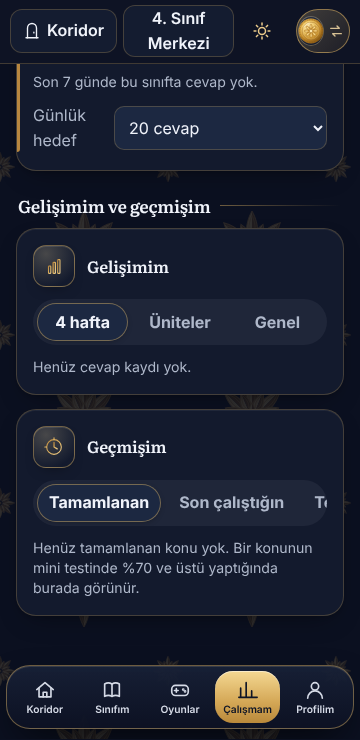 Koridor
4. Sınıf
Merkezi
Son 7 günde bu sınıfta cevap yok.
Günlük
hedef
20 cevap
Gelişimim ve geçmişim
Gelişimim
4 hafta
Üniteler
Genel
Henüz cevap kaydı yok.
Geçmişim
Tamamlanan
Son çalıştığın
Henüz tamamlanan konu yok. Bir konunun
mini testinde %70 ve üstü yaptığında
burada görünür.
Koridor
Sınıfım
Oyunlar
Çalışmam
Profilim